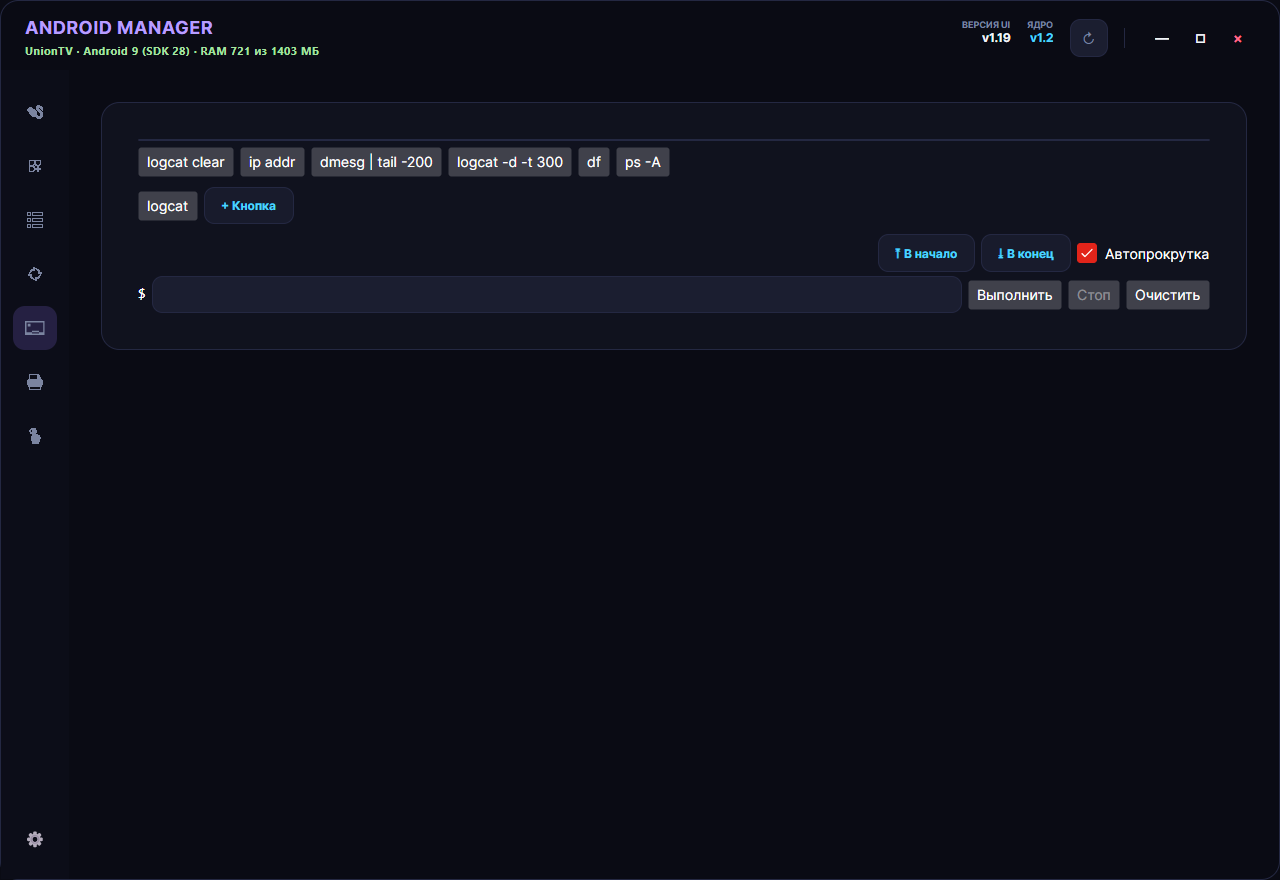 ANDROID MANAGER
UnionTV · Android 9 (SDK 28) · RAM 721 из 1403 МБ
ВЕРСИЯ UI
v1.19
ЯДРО
v1.2
logcat clear
ip addr
dmesg | tail -200
logcat -d -t 300
df
ps -A
logcat
+ Кнопка
⤒ В начало
⤓ В конец
Автопрокрутка
$
Выполнить
Стоп
Очистить